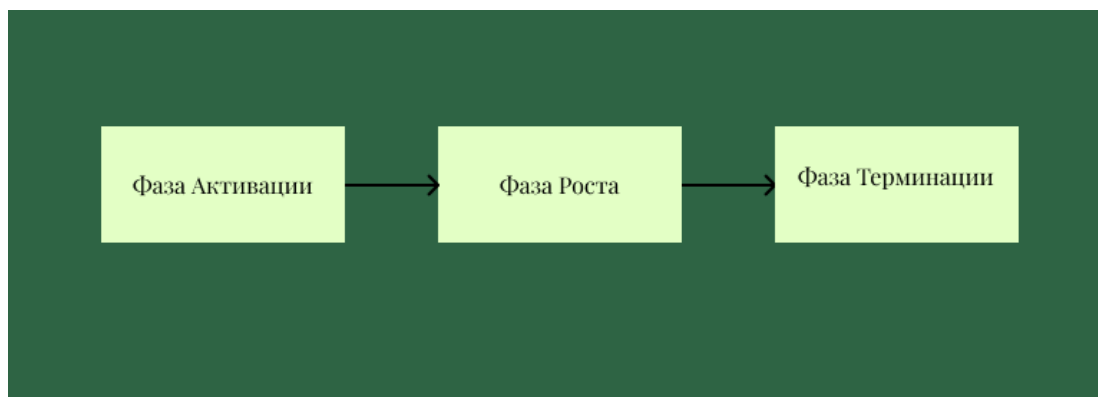 Фаза Активации
Фаза Роста
Фаза Терминации